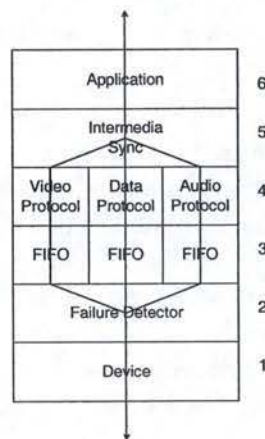 Application
6
Intermedia
Sync
5
Video
Protocol
Data
Protocol
Audio
Protocol
4
FIFO
FIFO
FIFO
3
Failure Detector
2
Device
1